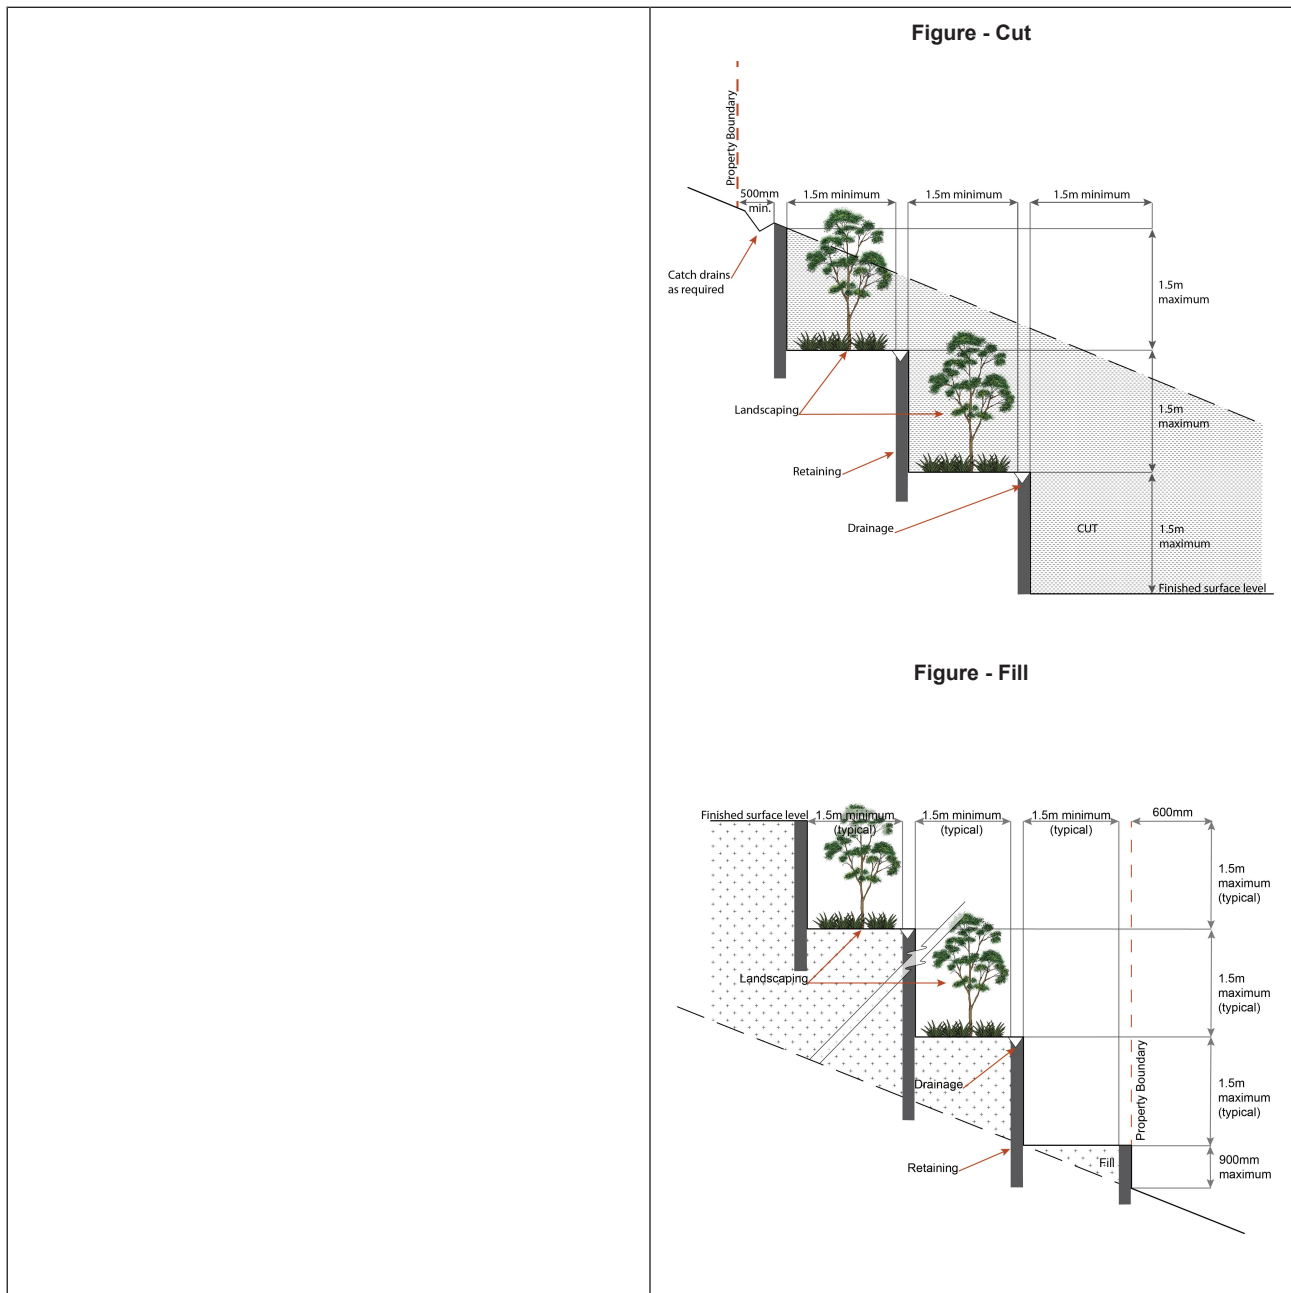 Figure - Cut
Property Boundary
500mm
min.
1.5m minimum
1.5m minimum
1.5m minimum
Catch drains
as required
1.5m
maximum
Landscaping
1.5m
maximum
Retaining
Drainage
CUT
1.5m
maximum
Finished surface level
Figure - Fill
Finished surface level
1.5m minimum
(typical)
1.5m minimum
(typical)
1.5m minimum
(typical)
600mm
1.5m
maximum
(typical)
Landscaping
1.5m
maximum
(typical)
Drainage
Property Boundary
1.5m
maximum
(typical)
Retaining
Fill
900mm
maximum